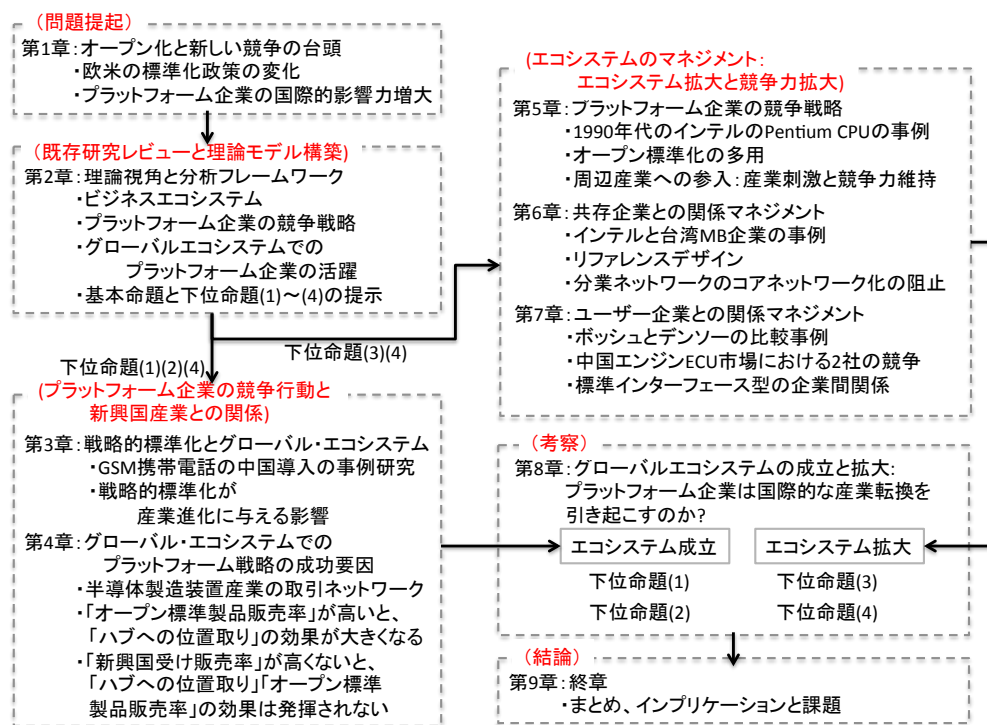 （問題提起）
第1章：オープン化と新しい競争の台頭
・欧米の標準化政策の変化
・プラットフォーム企業の国際的影響力増大
（既存研究レビューと理論モデル構築)
第2章：理論視角と分析フレームワーク
・ビジネスエコシステム
・プラットフォーム企業の競争戦略
・グローバルエコシステムでの
プラットフォーム企業の活躍
・基本命題と下位命題(1)～(4)の提示
下位命題(1)(2)(4)
下位命題(3)(4)
(プラットフォーム企業の競争行動と
新興国産業との関係)
第3章：戦略的標準化とグローバル・エコシステム
・GSM携帯電話の中国導入の事例研究
・戦略的標準化が
産業進化に与える影響
第4章：グローバル・エコシステムでの
プラットフォーム戦略の成功要因
・半導体製造装置産業の取引ネットワーク
・「オープン標準製品販売率」が高いと、
「ハブへの位置取り」の効果が大きくなる
・「新興国受け販売率」が高くないと、
「ハブへの位置取り」「オープン標準
製品販売率」の効果は発揮されない
(エコシステムのマネジメント：
エコシステム拡大と競争力拡大)
第5章：プラットフォーム企業の競争戦略
・1990年代のインテルのPentium CPUの事例
・オープン標準化の多用
・周辺産業への参入：産業刺激と競争力維持
第6章：共存企業との関係マネジメント
・インテルと台湾MB企業の事例
・リファレンスデザイン
・分業ネットワークのコアネットワーク化の阻止
第7章：ユーザー企業との関係マネジメント
・ボッシュとデンソーの比較事例
・中国エンジンECU市場における2社の競争
・標準インターフェース型の企業間関係
（考察）
第8章：グローバルエコシステムの成立と拡大:
プラットフォーム企業は国際的な産業転換を
引き起こすのか?
エコシステム成立
エコシステム拡大
下位命題(1)
下位命題(3)
下位命題(2)
下位命題(4)
（結論）
第9章：終章
・まとめ、インプリケーションと課題